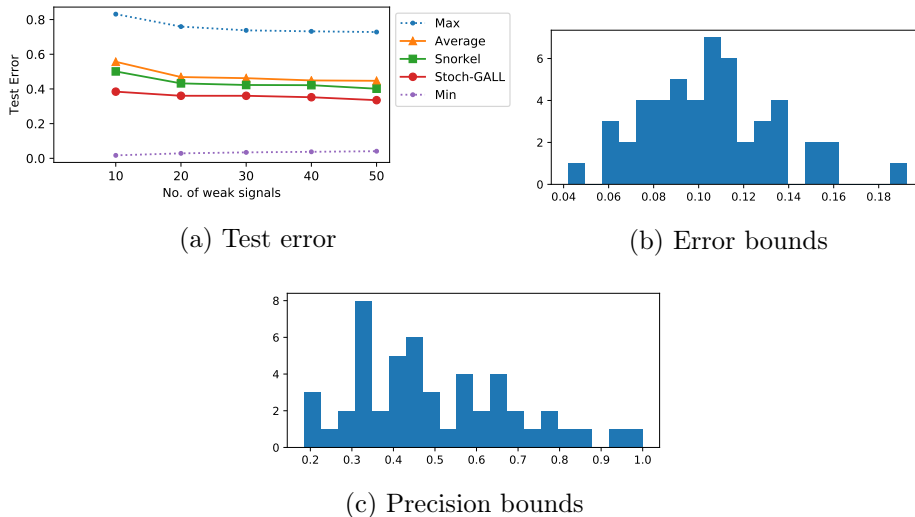 0.8
0.6
0.4
0.2
0.0
Test Error
10 20 30 40 50
No. of weak signals
Max
Average
Snorkel
Stoch-GALL
Min
(a) Test error
6
4
2
0
0.04 0.06 0.08 0.10 0.12 0.14 0.16 0.18
(b) Error bounds
8
6
4
2
0
0.2 0.3 0.4 0.5 0.6 0.7 0.8 0.9 1.0
(c) Precision bounds